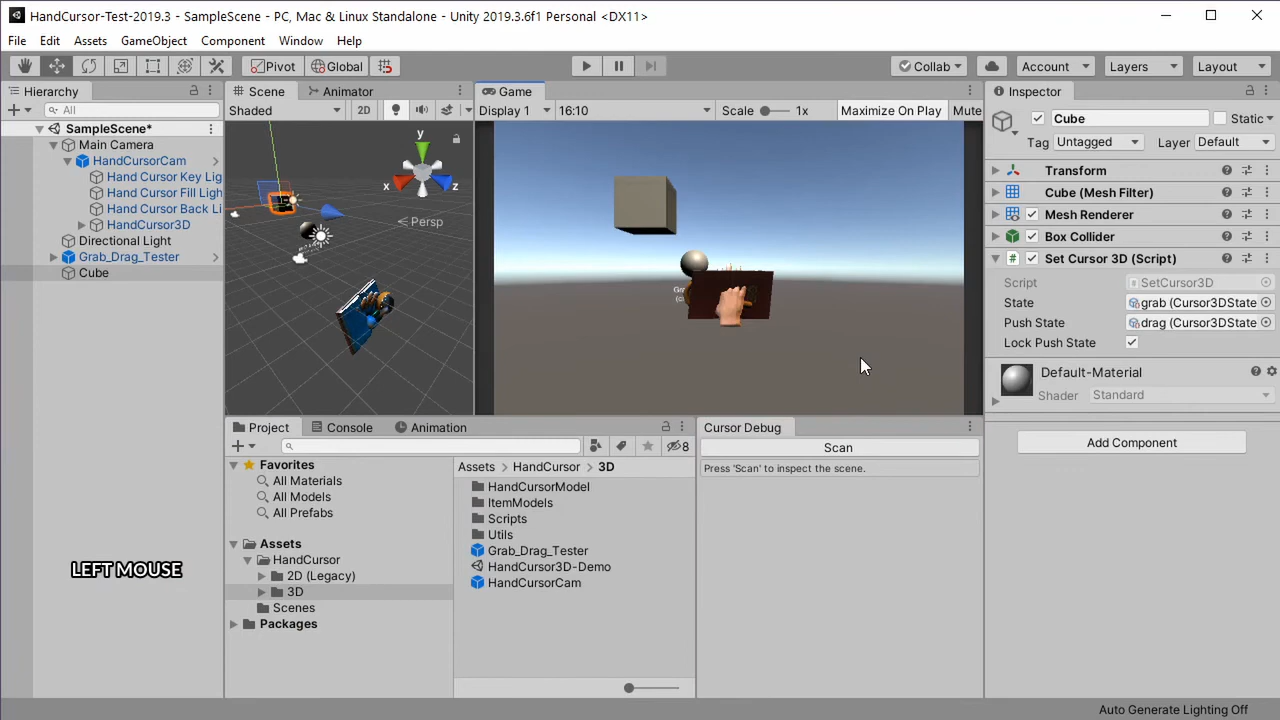 HandCursor-Test-2019.3 - SampleScene - PC, Mac & Linux Standalone - Unity 2019.3.6f1 Personal <DX11>
File Edit Assets GameObject Component Window Help
Pivot Global Collab Account Layers Layout
Hierarchy
All
SampleScene*
Main Camera
HandCursorCam
Hand Cursor Key Lig
Hand Cursor Fill Ligh
Hand Cursor Back Li
HandCursor3D
Directional Light
Grab_Drag_Tester
Cube
LEFT MOUSE
Scene Animator
Shaded 2D
y
x z
Persp
Game
Display 1 16:10 Scale 1x Maximize On Play Mute
Project Console Animation
8
Favorites
All Materials
All Models
All Prefabs
Assets
HandCursor
2D (Legacy)
3D
Scenes
Packages
Assets > HandCursor > 3D
HandCursorModel
ItemModels
Scripts
Utils
Grab_Drag_Tester
HandCursor3D-Demo
HandCursorCam
Cursor Debug
Scan
Press 'Scan' to inspect the scene.
Inspector
Cube Static
Tag Untagged Layer Default
Transform
Cube (Mesh Filter)
Mesh Renderer
Box Collider
Set Cursor 3D (Script)
Script SetCursor3D
State grab (Cursor3DState
Push State drag (Cursor3DState
Lock Push State
Default-Material
Shader Standard
Add Component
Auto Generate Lighting Off